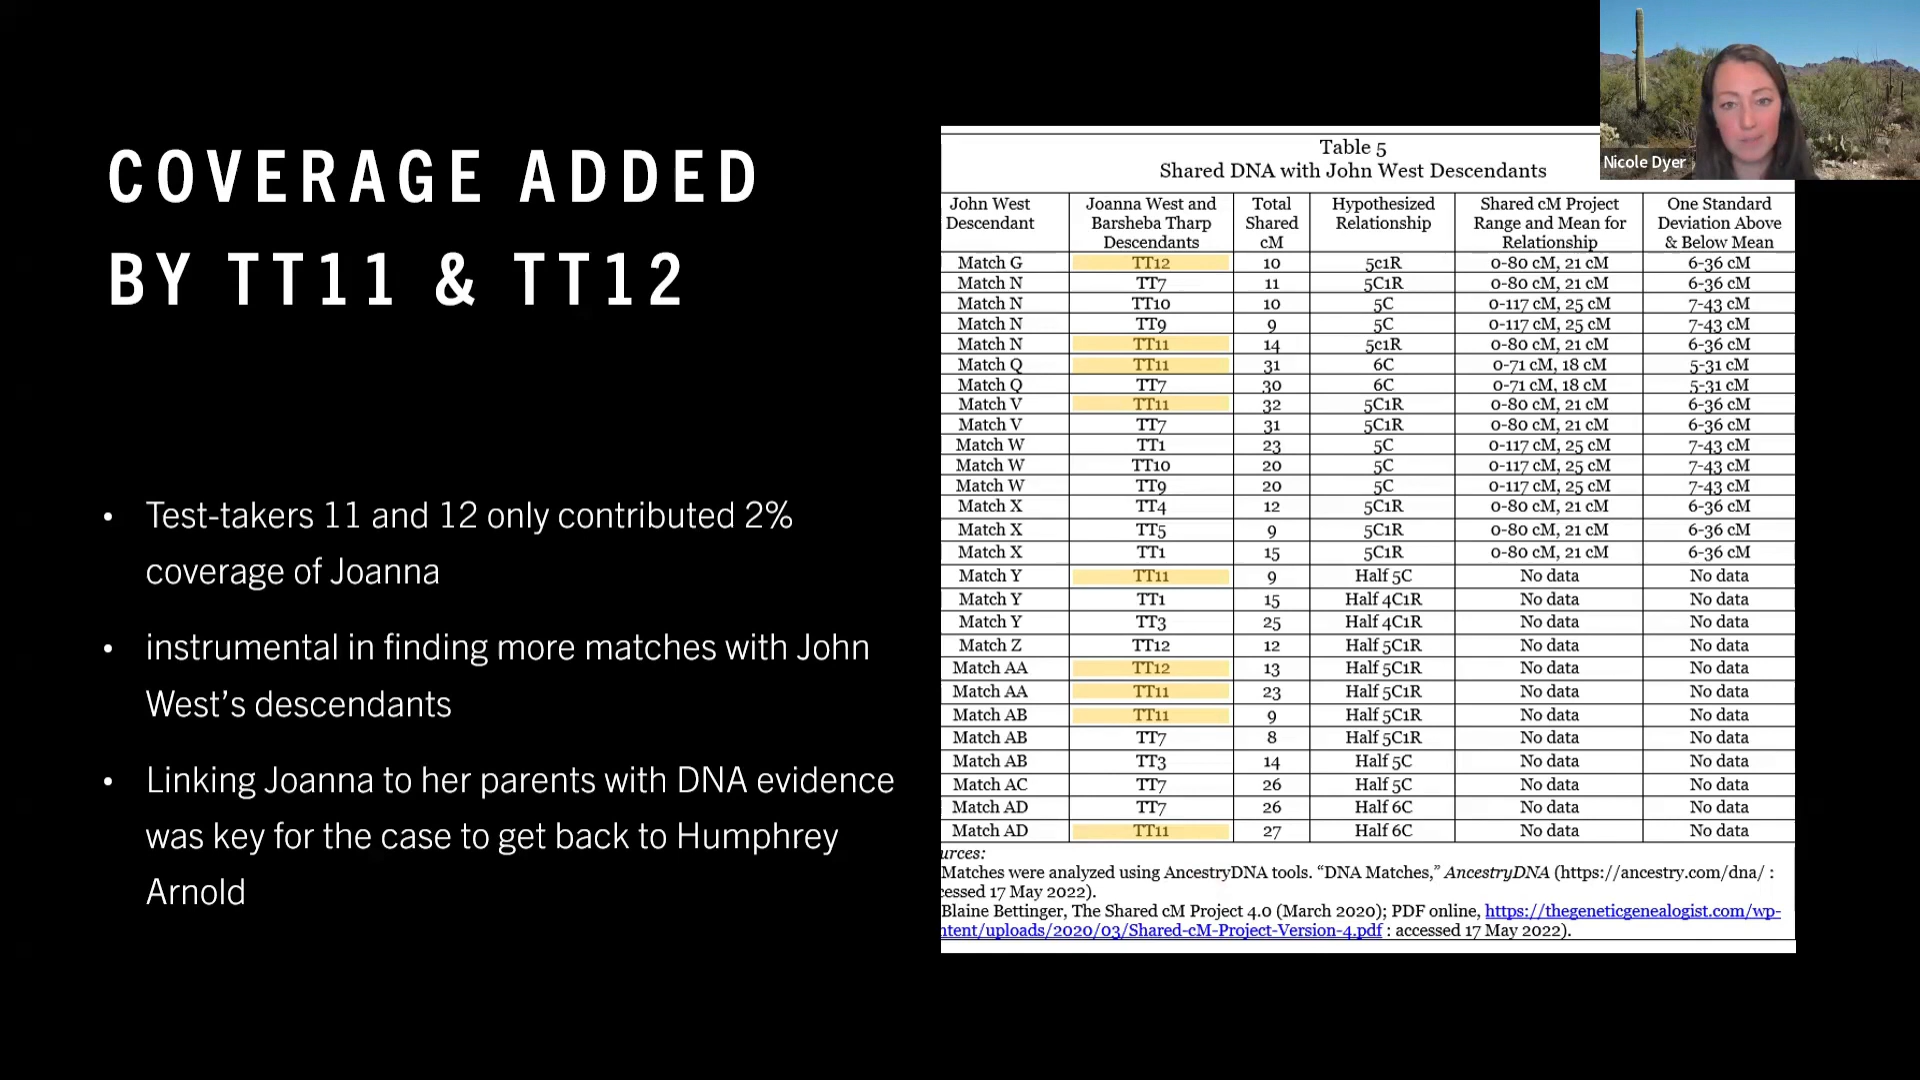 COVERAGE ADDED
BY TT11 & TT12
• Test-takers 11 and 12 only contributed 2%
coverage of Joanna
• instrumental in finding more matches with John
West's descendants
• Linking Joanna to her parents with DNA evidence
was key for the case to get back to Humphrey
Arnold
Nicole Dyer
Table 5
Shared DNA with John West Descendants
John West Descendant Joanna West and Barsheba Tharp Descendants Total Shared cM Hypothesized Relationship Shared cM Project Range and Mean for Relationship One Standard Deviation Above & Below Mean
Match G TT12 10 5c1R 0-80 cM, 21 cM 6-36 cM
Match N TT7 11 5C1R 0-80 cM, 21 cM 6-36 cM
Match N TT10 10 5C 0-117 cM, 25 cM 7-43 cM
Match N TT9 9 5C 0-117 cM, 25 cM 7-43 cM
Match N TT11 14 5c1R 0-80 cM, 21 cM 6-36 cM
Match Q TT11 31 6C 0-71 cM, 18 cM 5-31 cM
Match Q TT7 30 6C 0-71 cM, 18 cM 5-31 cM
Match V TT11 32 5C1R 0-80 cM, 21 cM 6-36 cM
Match V TT7 31 5C1R 0-80 cM, 21 cM 6-36 cM
Match W TT1 23 5C 0-117 cM, 25 cM 7-43 cM
Match W TT10 20 5C 0-117 cM, 25 cM 7-43 cM
Match W TT9 20 5C 0-117 cM, 25 cM 7-43 cM
Match X TT4 12 5C1R 0-80 cM, 21 cM 6-36 cM
Match X TT5 9 5C1R 0-80 cM, 21 cM 6-36 cM
Match X TT1 15 5C1R 0-80 cM, 21 cM 6-36 cM
Match Y TT11 9 Half 5C No data No data
Match Y TT1 15 Half 4C1R No data No data
Match Y TT3 25 Half 4C1R No data No data
Match Z TT12 12 Half 5C1R No data No data
Match AA TT12 13 Half 5C1R No data No data
Match AA TT11 23 Half 5C1R No data No data
Match AB TT11 9 Half 5C1R No data No data
Match AB TT7 8 Half 5C1R No data No data
Match AB TT3 14 Half 5C No data No data
Match AC TT7 26 Half 5C No data No data
Match AD TT7 26 Half 6C No data No data
Match AD TT11 27 Half 6C No data No data
urces:
Matches were analyzed using AncestryDNA tools. "DNA Matches," AncestryDNA (https://ancestry.com/dna/ :
cessed 17 May 2022).
Blaine Bettinger, The Shared cM Project 4.0 (March 2020); PDF online, https://thegeneticgenealogist.com/wp-
ntent/uploads/2020/03/Shared-cM-Project-Version-4.pdf : accessed 17 May 2022).